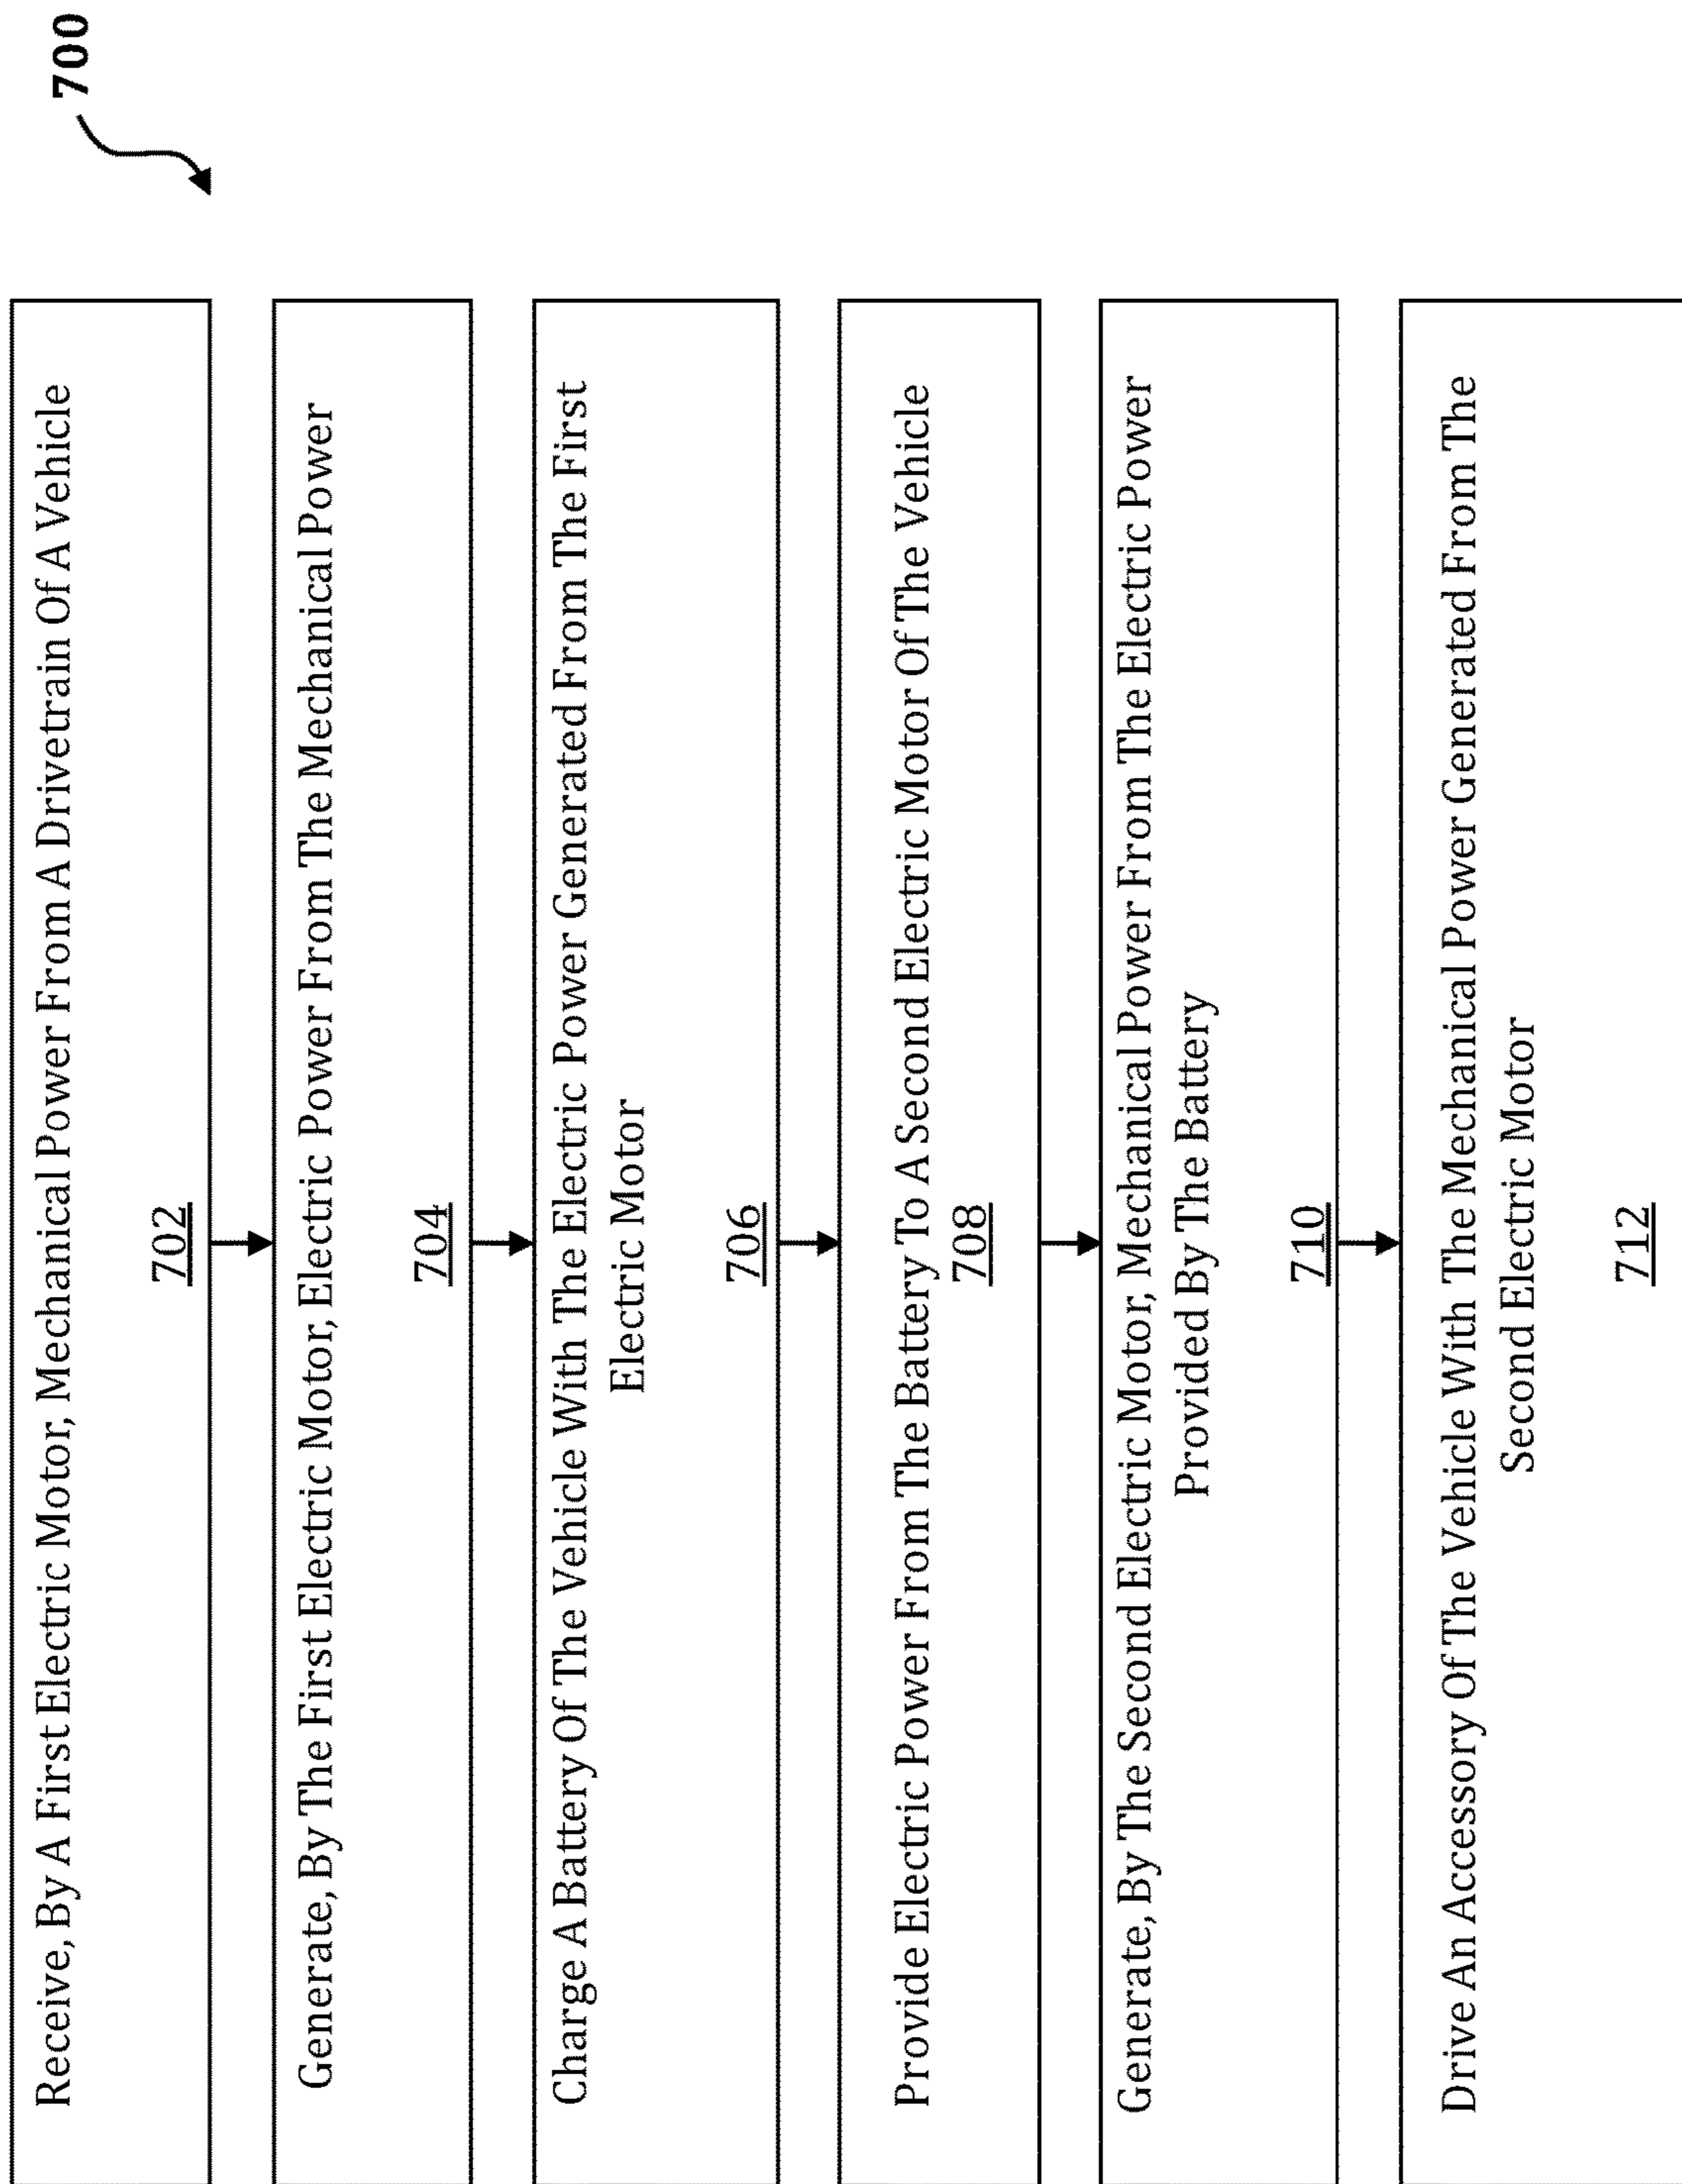 700
Receive, By A First Electric Motor, Mechanical Power From A Drivetrain Of A Vehicle
702
Generate, By The First Electric Motor, Electric Power From The Mechanical Power
704
Charge A Battery Of The Vehicle With The Electric Power Generated From The First
Electric Motor
706
Provide Electric Power From The Battery To A Second Electric Motor Of The Vehicle
708
Generate, By The Second Electric Motor, Mechanical Power From The Electric Power
Provided By The Battery
710
Drive An Accessory Of The Vehicle With The Mechanical Power Generated From The
Second Electric Motor
712